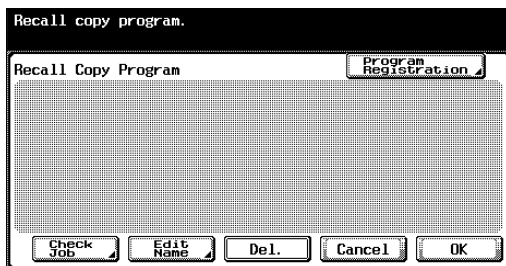 Recall copy program.
Recall Copy Program
Program
Registration
Check
Job
Edit
Name
Del.
Cancel
OK